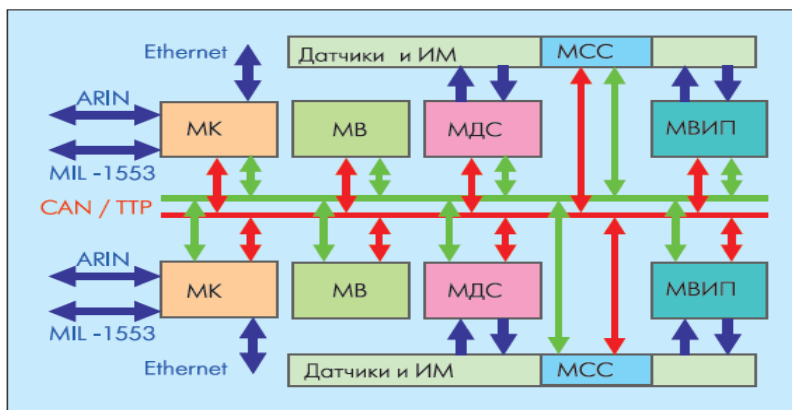 Ethernet
Датчики и ИМ
МСС
ARIN
МК
МВ
МДС
МВИП
MIL -1553
CAN / TTP
ARIN
МК
МВ
МДС
МВИП
MIL -1553
Ethernet
Датчики и ИМ
МСС